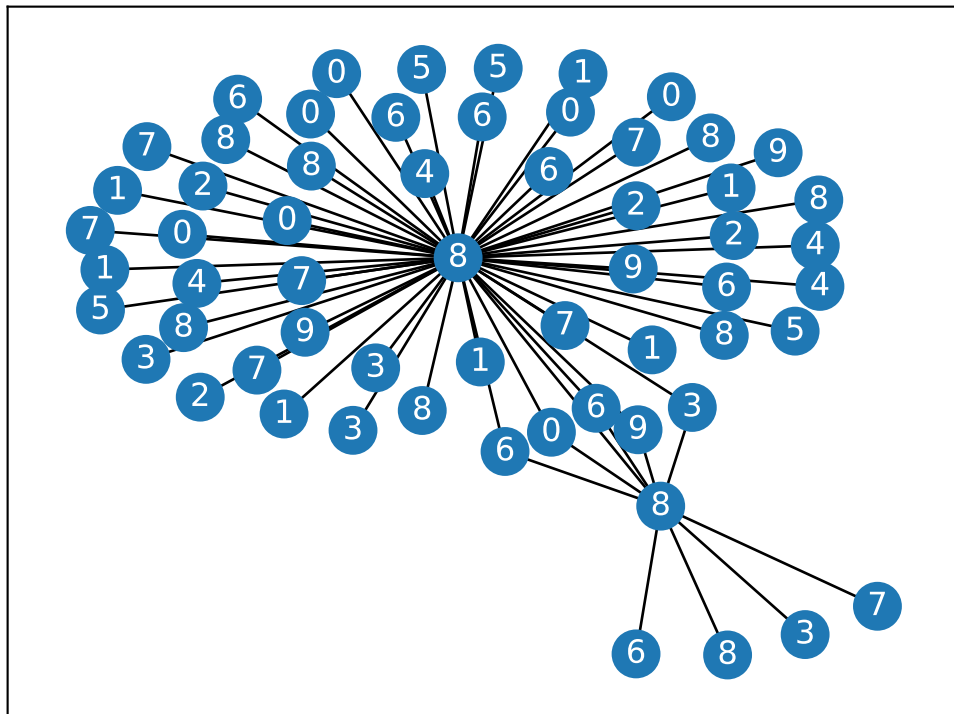 0 5 5 1
6 0 6 6 0 0
7 8 8 4 6 7 8 9
1 2 2 1 8
7 0 0 8 2 4
1 4 7 9 6 4
5 8 9 7 8 5
3 7 3 1 1
2 1 3 8 6 3
6 0 9
8
7
6 8 3